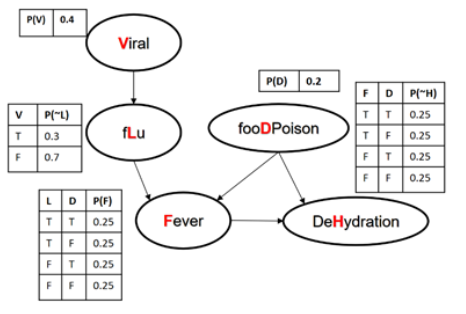 P(V) 0.4
Viral
P(D) 0.2
V P(~L)
T 0.3
F 0.7
fLu
fooDPoison
F D P(~H)
T T 0.25
T F 0.25
F T 0.25
F F 0.25
L D P(F)
T T 0.25
T F 0.25
F T 0.25
F F 0.25
Fever
DeHydration